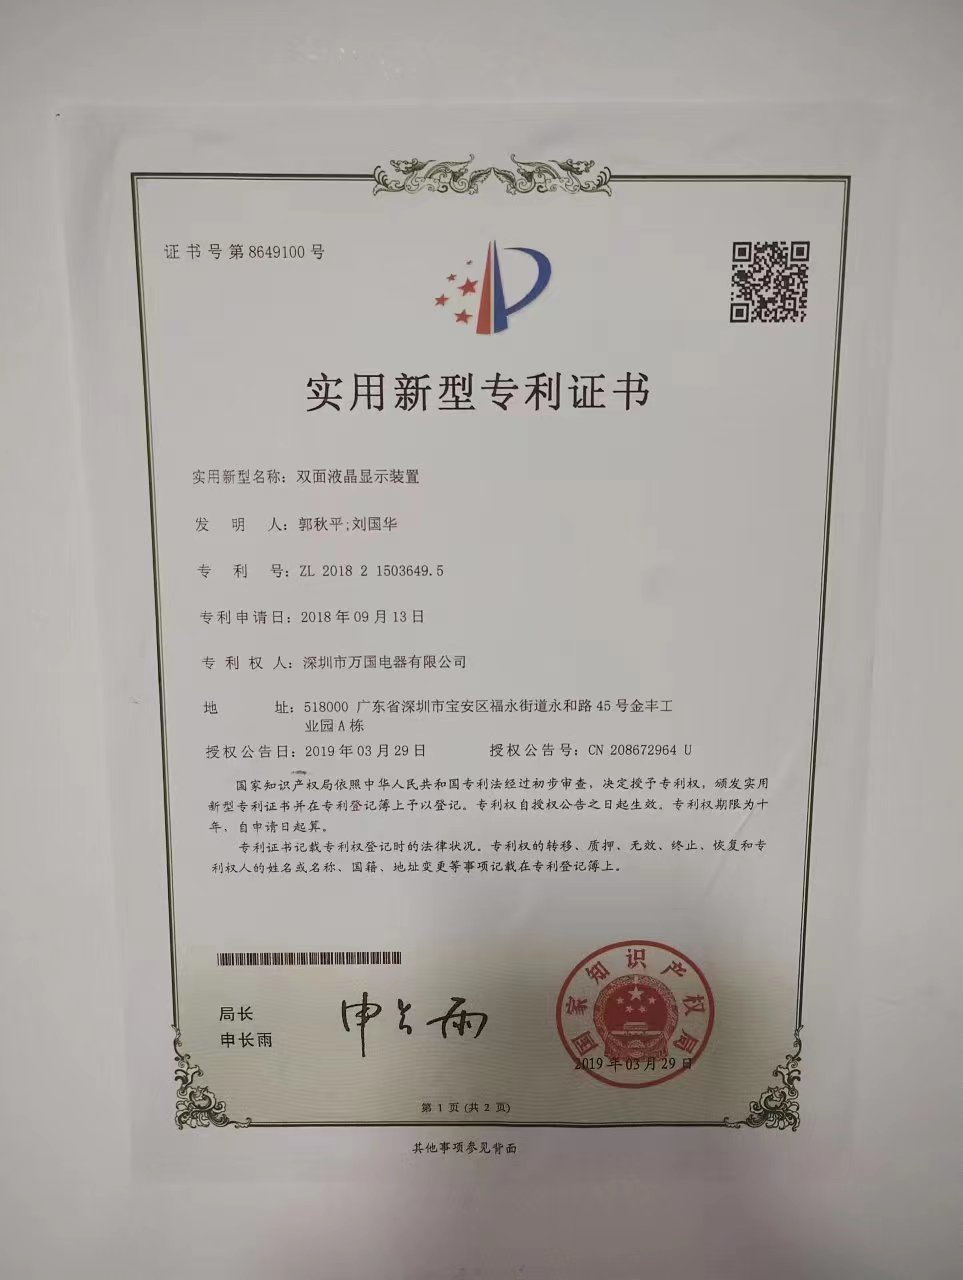 证书号第8649100号
实用新型专利证书
实用新型名称：双面液晶显示装置
发明人：郭秋平;刘国华
专利号：ZL 2018 2 1503649.5
专利申请日：2018年09月13日
专利权人：深圳市万国电器有限公司
地址：518000 广东省深圳市宝安区福永街道永和路45号金丰工
业园A栋
授权公告日：2019年03月29日 授权公告号：CN 208672964 U
国家知识产权局依照中华人民共和国专利法经过初步审查，决定授予专利权，颁发实用
新型专利证书并在专利登记簿上予以登记。专利权自授权公告之日起生效。专利权期限为十
年，自申请日起算。
专利证书记载专利权登记时的法律状况。专利权的转移、质押、无效、终止、恢复和专
利权人的姓名或名称、国籍、地址变更等事项记载在专利登记簿上。
局长
申长雨
申长雨
国家知识产权局
2019年03月29日
第 1 页 (共 2 页)
其他事项参见背面